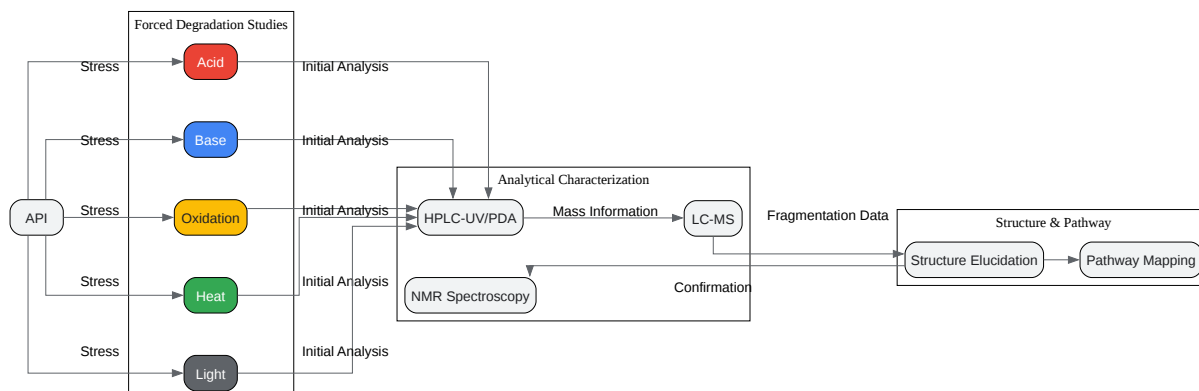 Forced Degradation Studies
Stress
Acid
Initial Analysis
Stress
Base
Initial Analysis
Analytical Characterization
API
Stress
Oxidation
Initial Analysis
HPLC-UV/PDA
Mass Information
LC-MS
Fragmentation Data
Structure & Pathway
Structure Elucidation
Pathway Mapping
Stress
Heat
Initial Analysis
NMR Spectroscopy
Confirmation
Stress
Light
Initial Analysis